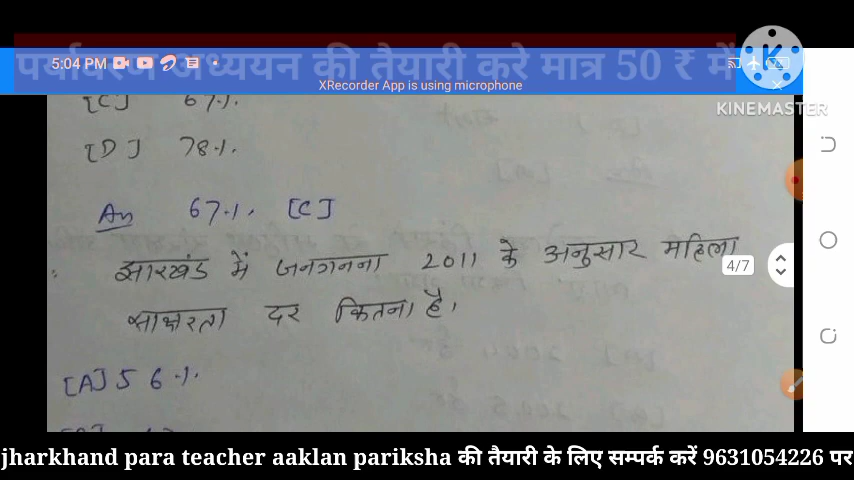 पर्यावरण अध्ययन की तैयारी करे मात्र 50 ₹ में
5:04 PM
XRecorder App is using microphone
KINEMASTER
[C] 67%.
[D] 78%.
An 67%. [C]
झारखंड में जनगनना 2011 के अनुसार महिला
4/7
साक्षरता दर कितना है।
[A] 56%.
jharkhand para teacher aaklan pariksha की तैयारी के लिए सम्पर्क करें 9631054226 पर